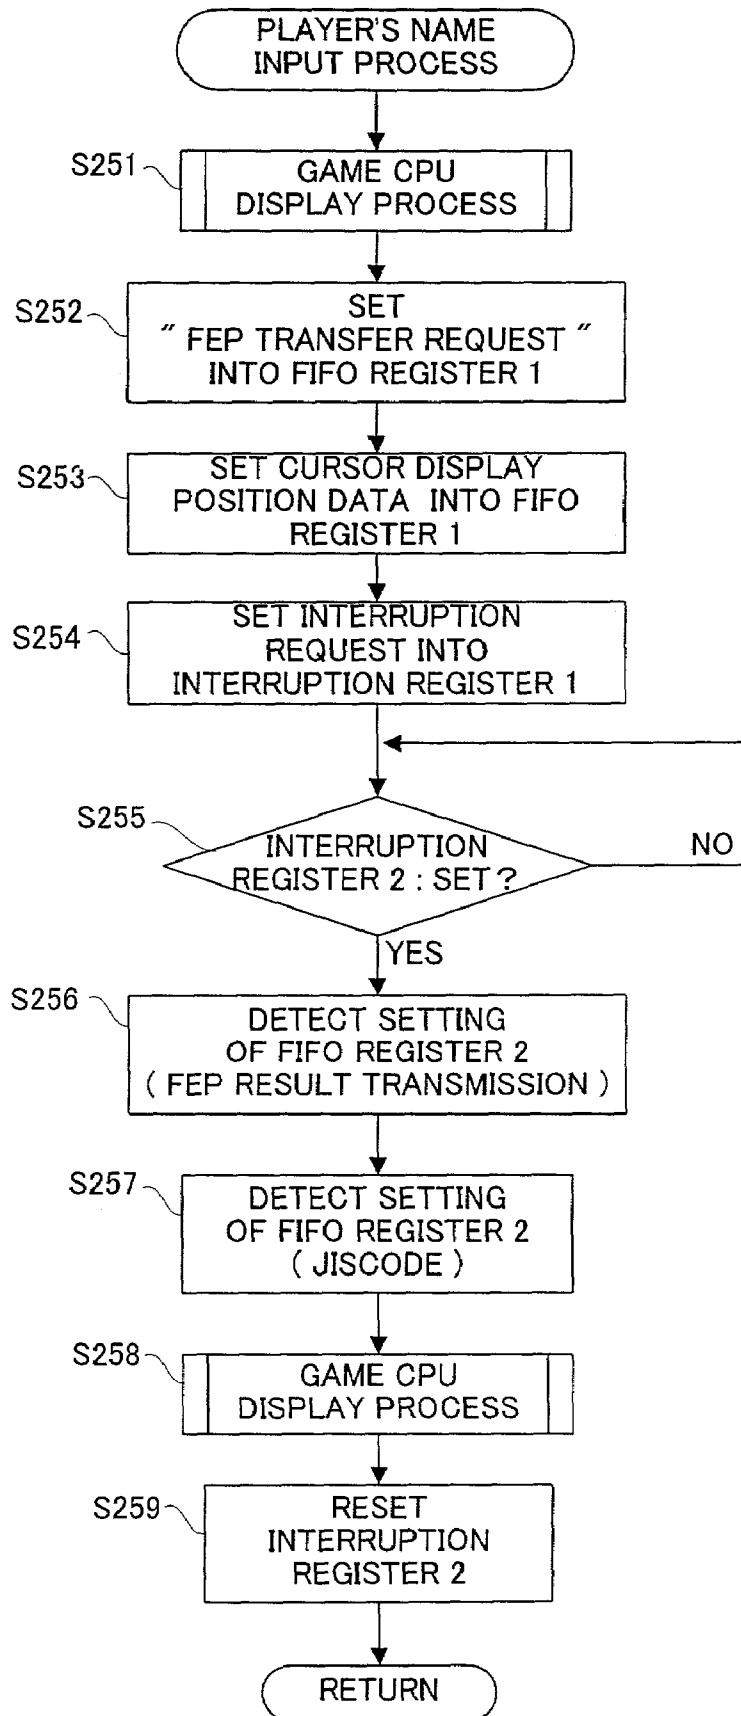 PLAYER'S NAME
INPUT PROCESS
S251
GAME CPU
DISPLAY PROCESS
S252
SET
" FEP TRANSFER REQUEST "
INTO FIFO REGISTER 1
S253
SET CURSOR DISPLAY
POSITION DATA INTO FIFO
REGISTER 1
S254
SET INTERRUPTION
REQUEST INTO
INTERRUPTION REGISTER 1
S255
INTERRUPTION
REGISTER 2 : SET?
NO
YES
S256
DETECT SETTING
OF FIFO REGISTER 2
( FEP RESULT TRANSMISSION )
S257
DETECT SETTING
OF FIFO REGISTER 2
( JISCODE )
S258
GAME CPU
DISPLAY PROCESS
S259
RESET
INTERRUPTION
REGISTER 2
RETURN